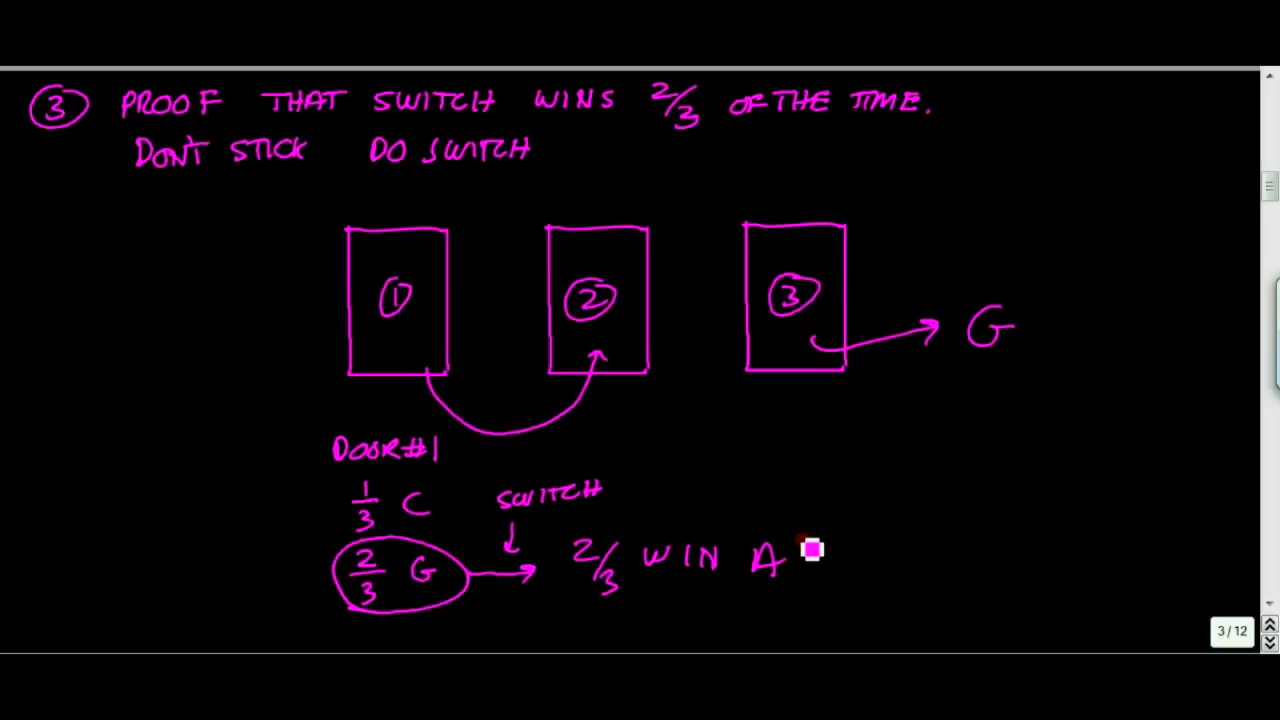 ③ PROOF THAT SWITCH WINS 2/3 OF THE TIME.
DON'T STICK DO SWITCH
① ② ③
G
DOOR#1
1/3 C SWITCH
2/3 G 2/3 WIN A
3/12